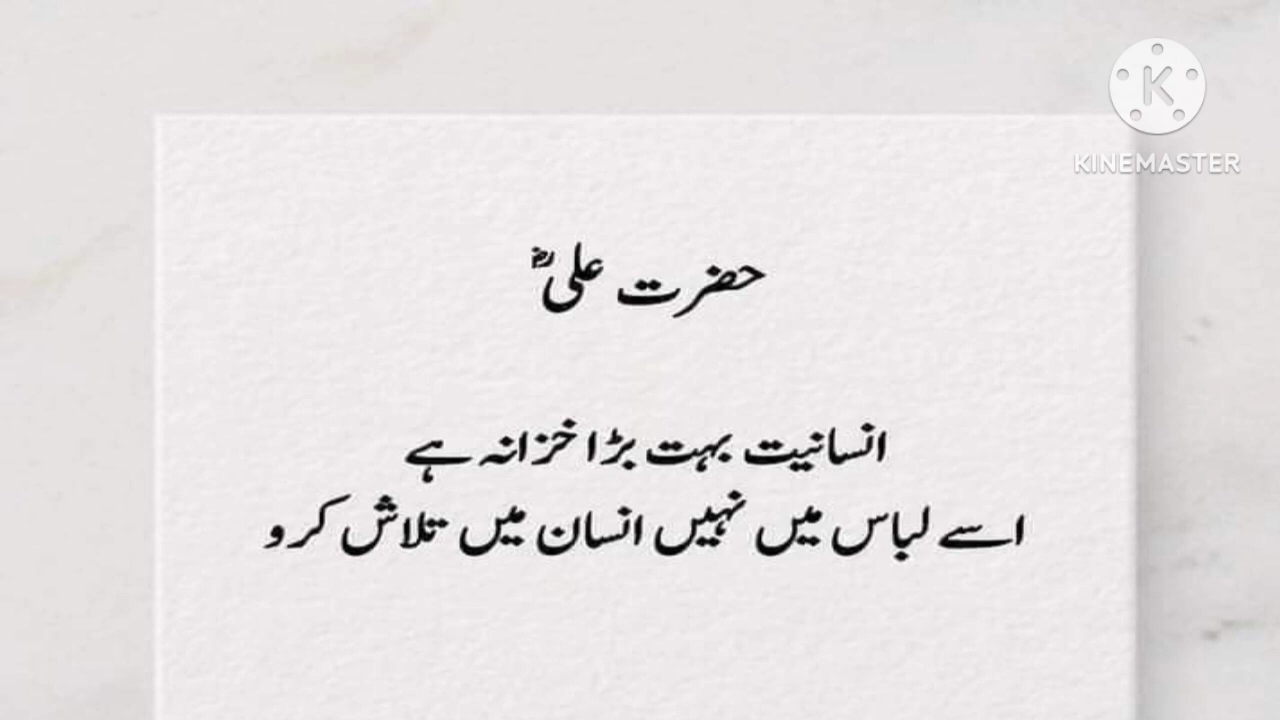 KINEMASTER
حضرت علیؓ
انسانیت بہت بڑا خزانہ ہے
اسے لباس میں نہیں انسان میں تلاش کرو